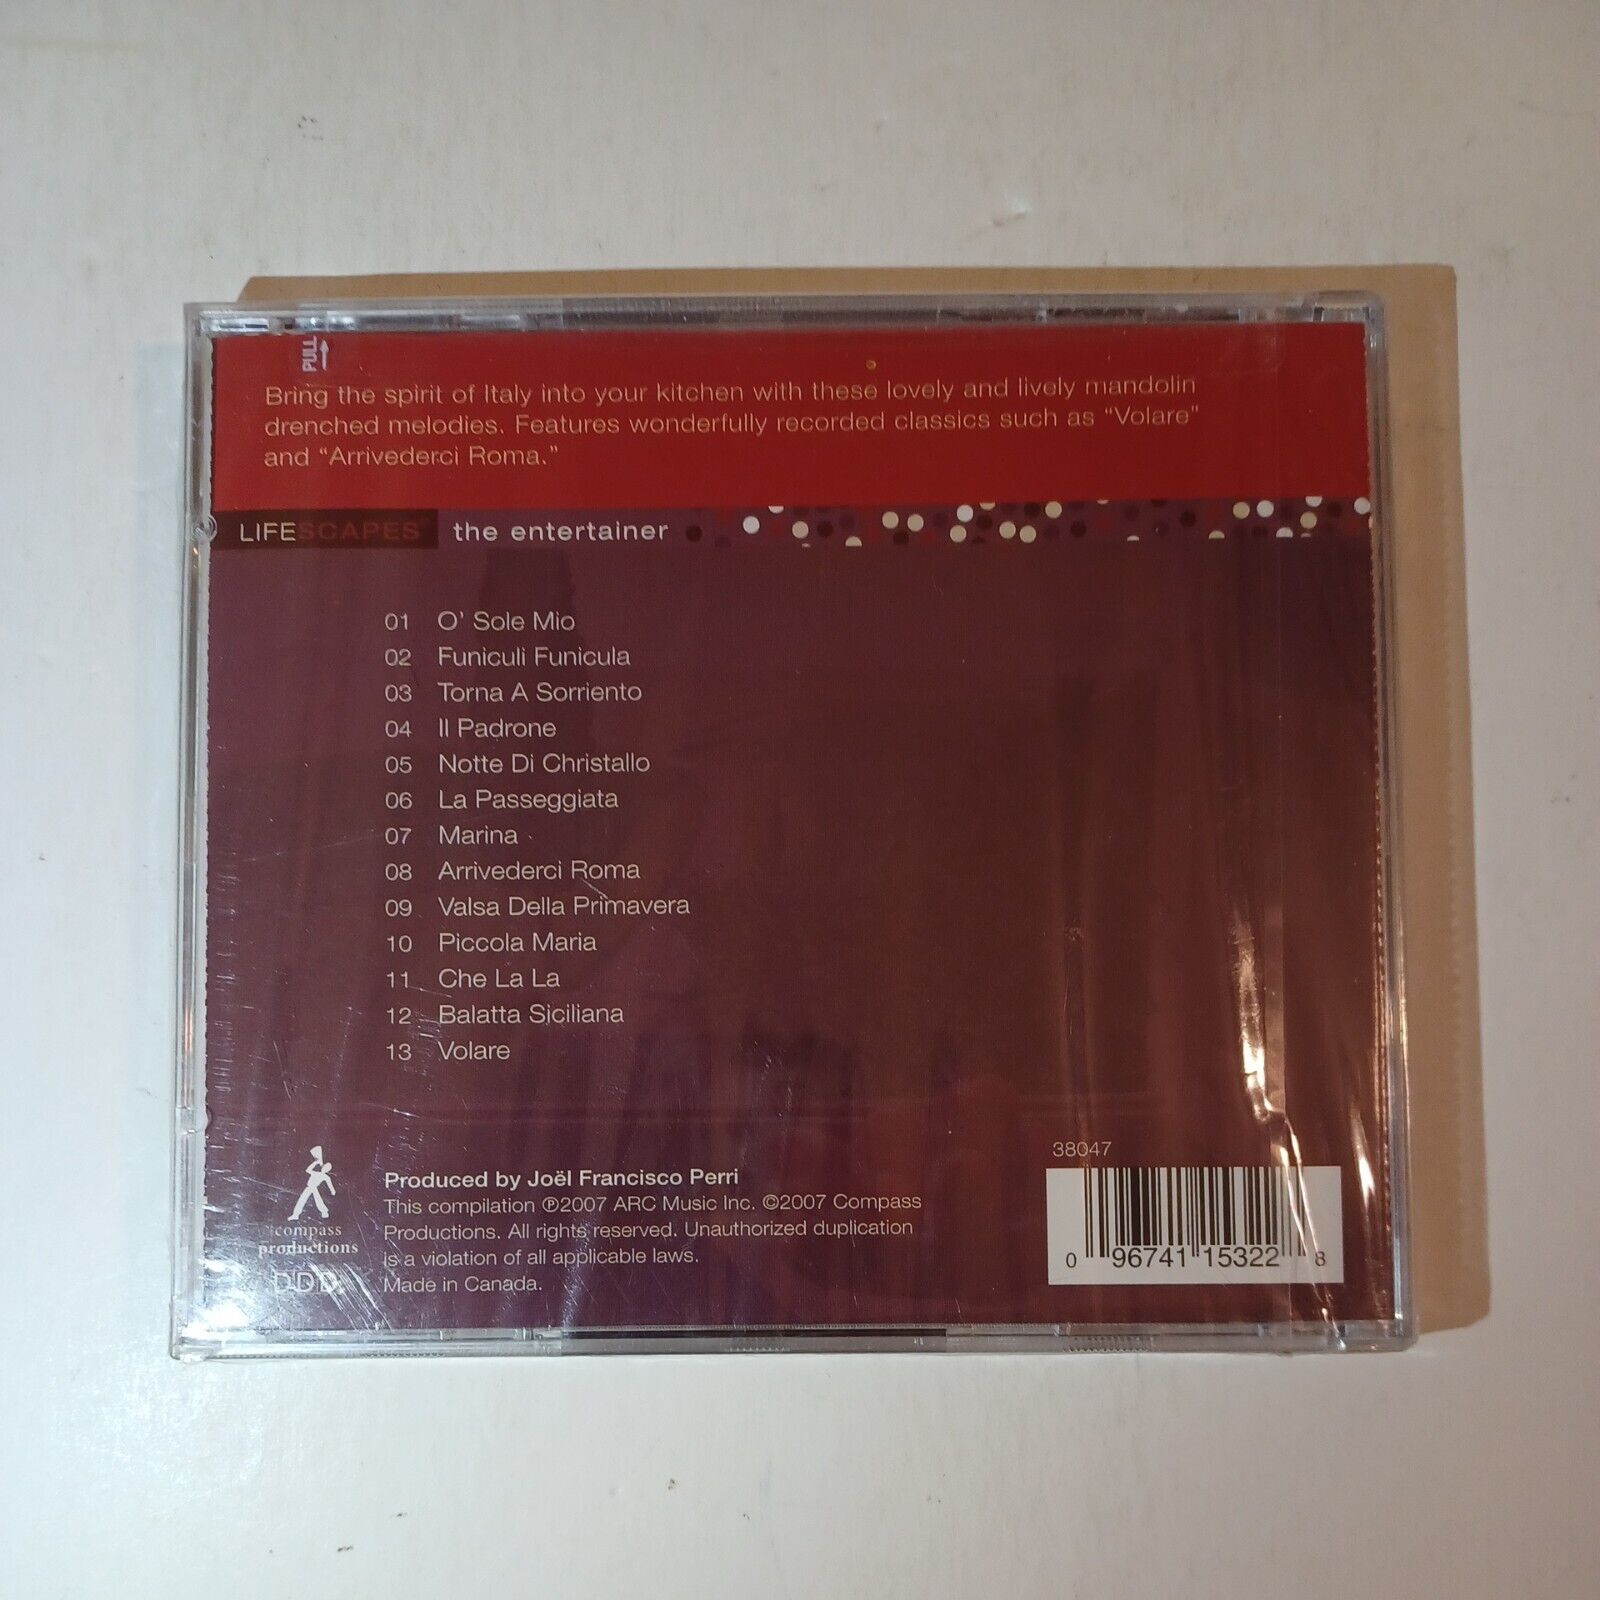 PULL
Bring the spirit of Italy into your kitchen with these lovely and lively mandolin
drenched melodies. Features wonderfully recorded classics such as "Volare"
and "Arrivederci Roma."
LIFESCAPES® the entertainer
01 O' Sole Mio
02 Funiculi Funicula
03 Torna A Sorriento
04 Il Padrone
05 Notte Di Christallo
06 La Passeggiata
07 Marina
08 Arrivederci Roma
09 Valsa Della Primavera
10 Piccola Maria
11 Che La La
12 Balatta Siciliana
13 Volare
compass
productions
DDD
Produced by Joël Francisco Perri
This compilation ℗2007 ARC Music Inc. ©2007 Compass
Productions. All rights reserved. Unauthorized duplication
is a violation of all applicable laws.
Made in Canada.
38047
0 96741 15322 8